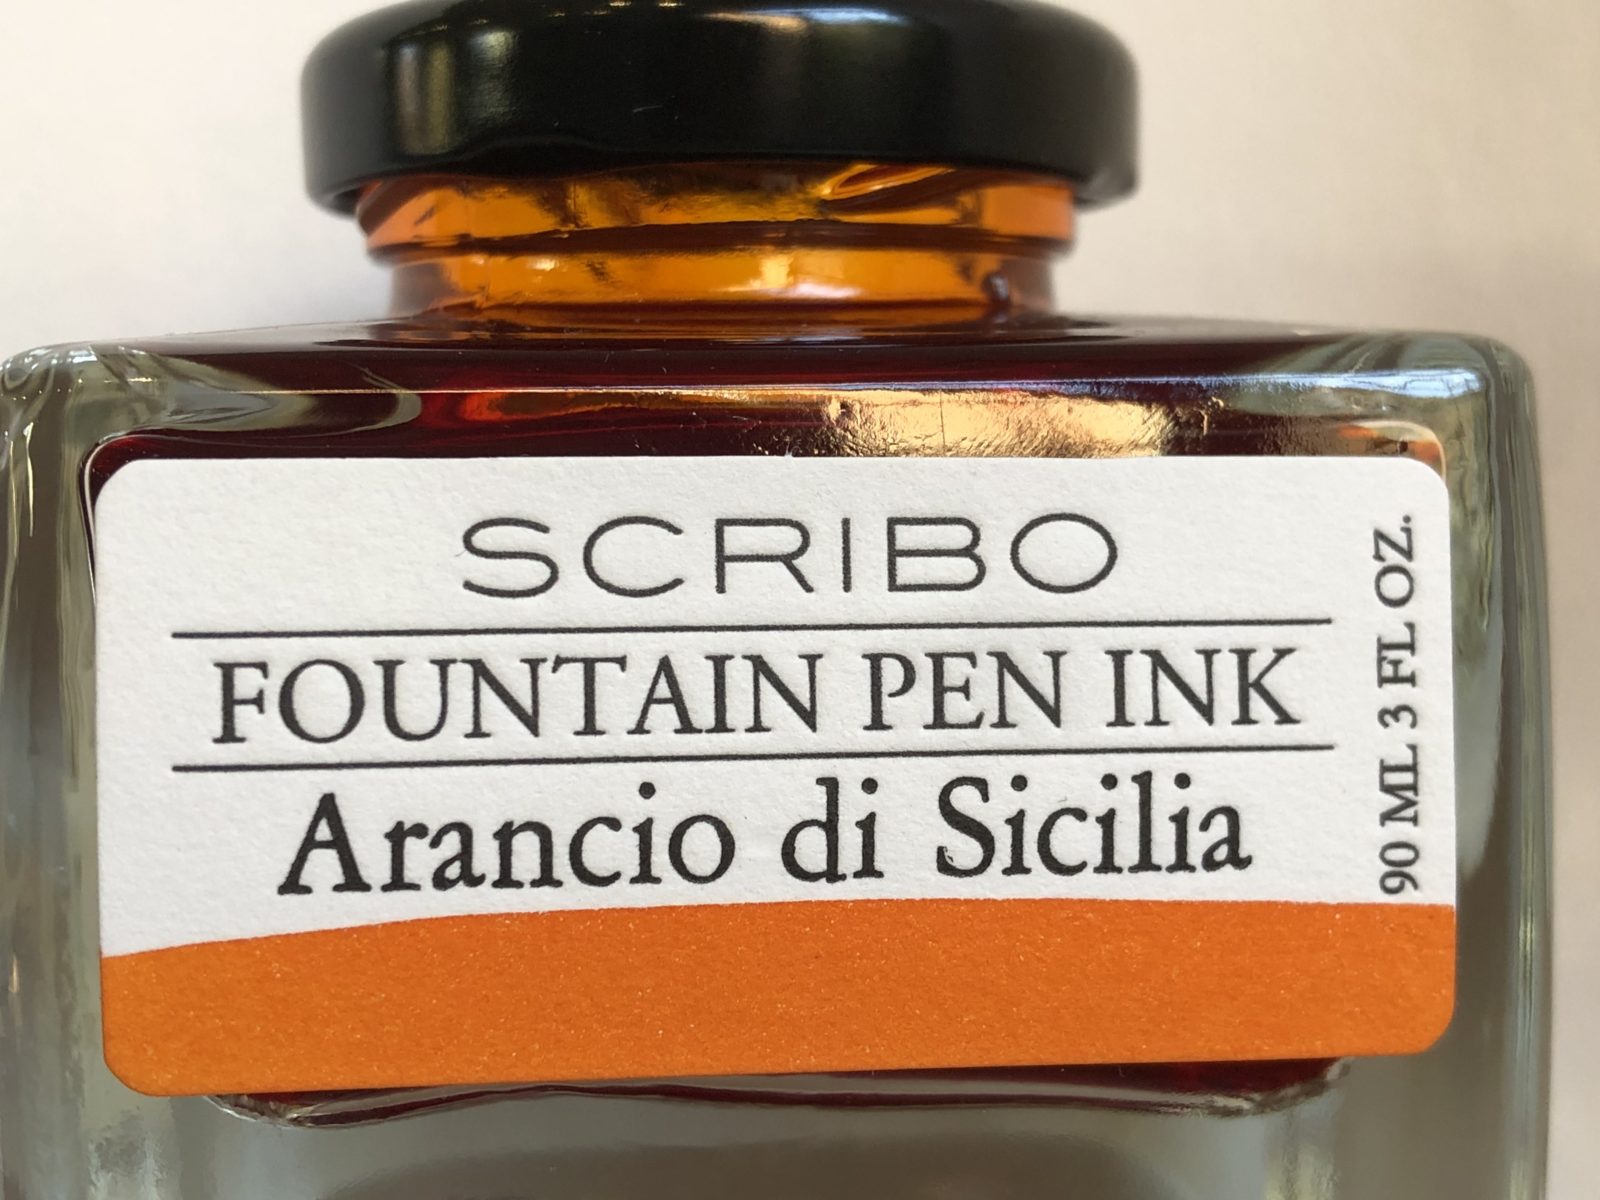 SCRIBO
FOUNTAIN PEN INK
Arancio di Sicilia
90 ML 3 FL OZ.